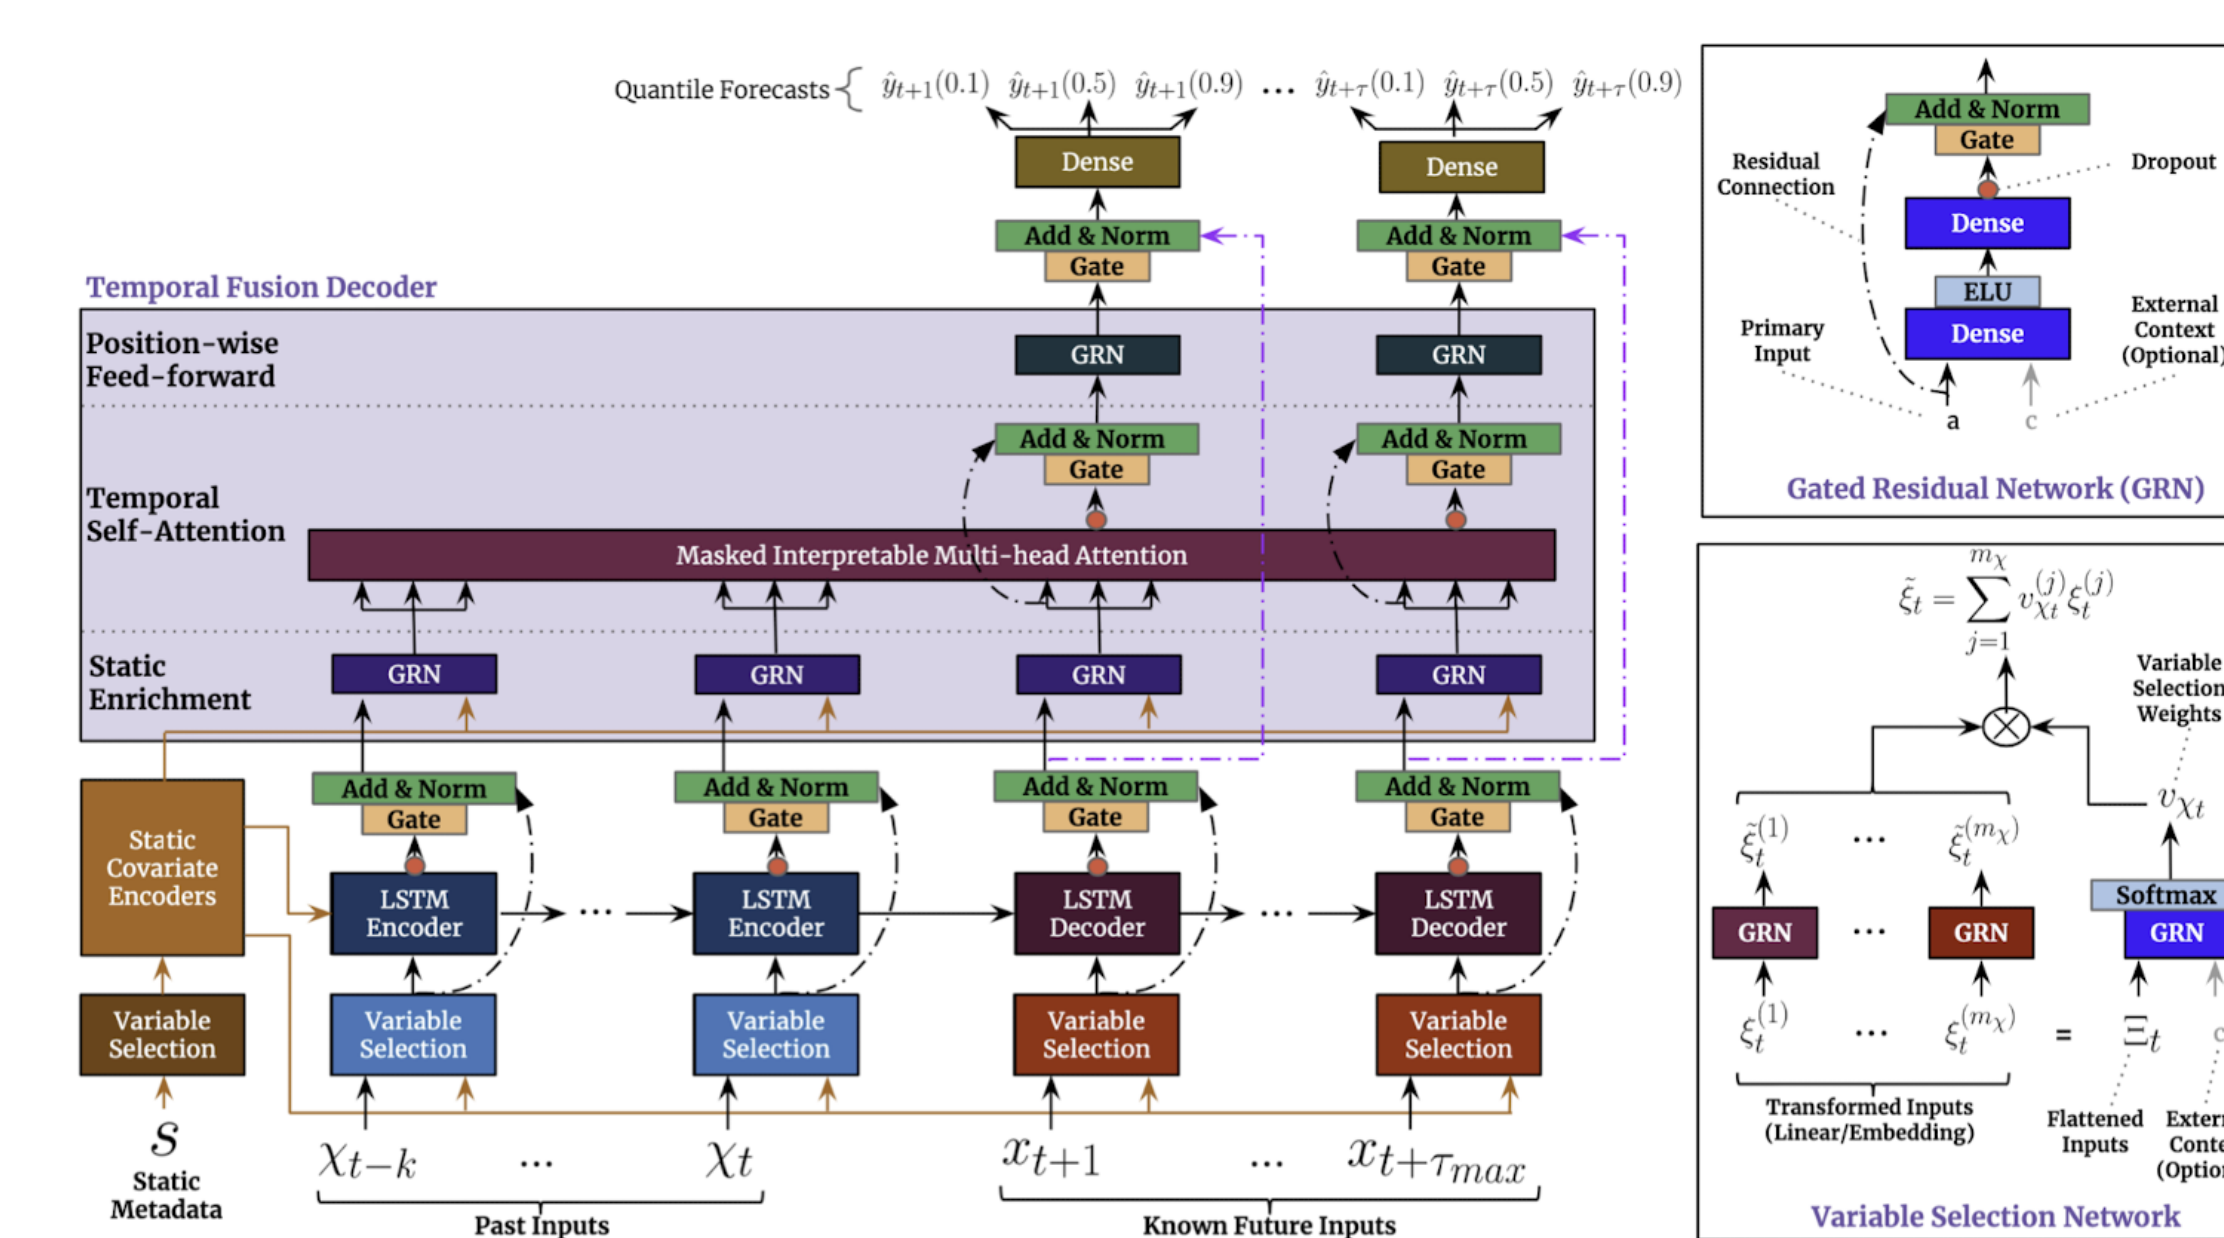 Quantile Forecasts { ŷt+1(0.1) ŷt+1(0.5) ŷt+1(0.9) ... ŷt+τ(0.1) ŷt+τ(0.5) ŷt+τ(0.9)
Dense
Dense
Add & Norm
Gate
Add & Norm
Gate
Temporal Fusion Decoder
Position-wise
Feed-forward
GRN
GRN
Add & Norm
Gate
Add & Norm
Gate
Temporal
Self-Attention
Masked Interpretable Multi-head Attention
Static
Enrichment
GRN
GRN
GRN
GRN
Add & Norm
Gate
Add & Norm
Gate
Add & Norm
Gate
Add & Norm
Gate
Static
Covariate
Encoders
LSTM
Encoder
...
LSTM
Encoder
LSTM
Decoder
...
LSTM
Decoder
Variable
Selection
Variable
Selection
Variable
Selection
Variable
Selection
Variable
Selection
s
Static
Metadata
χt−k ... χt
Past Inputs
xt+1 ... xt+τmax
Known Future Inputs
Add & Norm
Gate
Residual
Connection
Dropout
Dense
ELU
Dense
Primary
Input
External
Context
(Optional)
a
c
Gated Residual Network (GRN)
ξ̃t = ∑ j=1 mχ vχt(j) ξ̃t(j)
Variable
Selection
Weights
vχt
ξ̃t(1) ... ξ̃t(mχ)
Softmax
GRN ... GRN
GRN
ξt(1) ... ξt(mχ) = Ξt c
Transformed Inputs
(Linear/Embedding)
Flattened
Inputs
Variable Selection Network